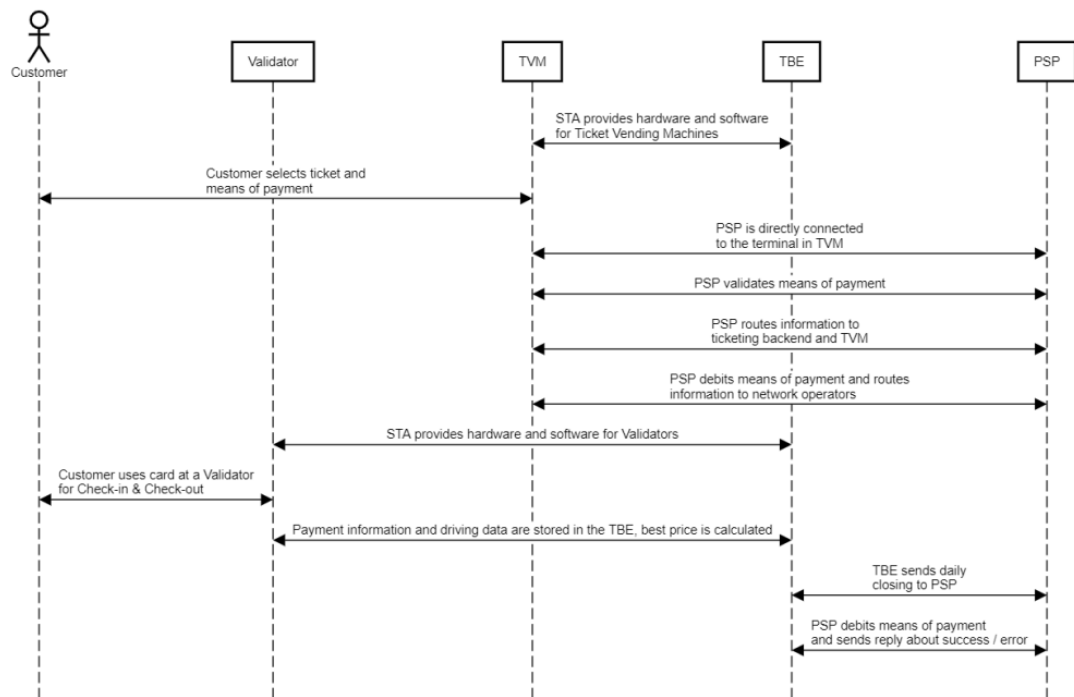 Customer
Validator
TVM
TBE
PSP
STA provides hardware and software
for Ticket Vending Machines
Customer selects ticket and
means of payment
PSP is directly connected
to the terminal in TVM
PSP validates means of payment
PSP routes information to
ticketing backend and TVM
PSP debits means of payment and routes
information to network operators
STA provides hardware and software for Validators
Customer uses card at a Validator
for Check-in & Check-out
Payment information and driving data are stored in the TBE, best price is calculated
TBE sends daily
closing to PSP
PSP debits means of payment
and sends reply about success / error